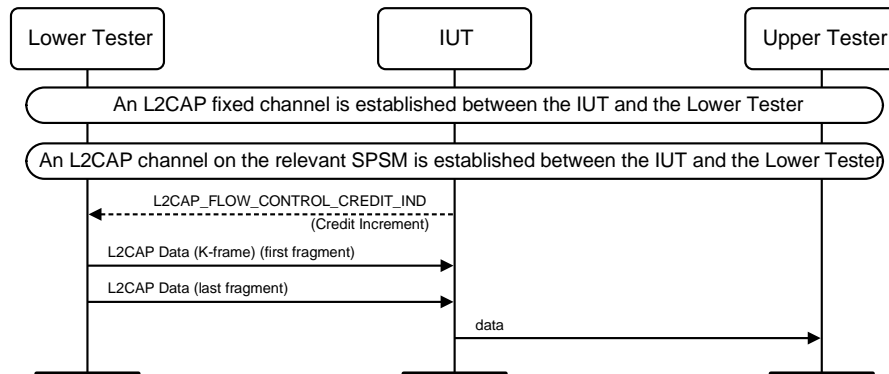 Lower Tester
IUT
Upper Tester
An L2CAP fixed channel is established between the IUT and the Lower Tester
An L2CAP channel on the relevant SPSM is established between the IUT and the Lower Tester
L2CAP_FLOW_CONTROL_CREDIT_IND
(Credit Increment)
L2CAP Data (K-frame) (first fragment)
L2CAP Data (last fragment)
data